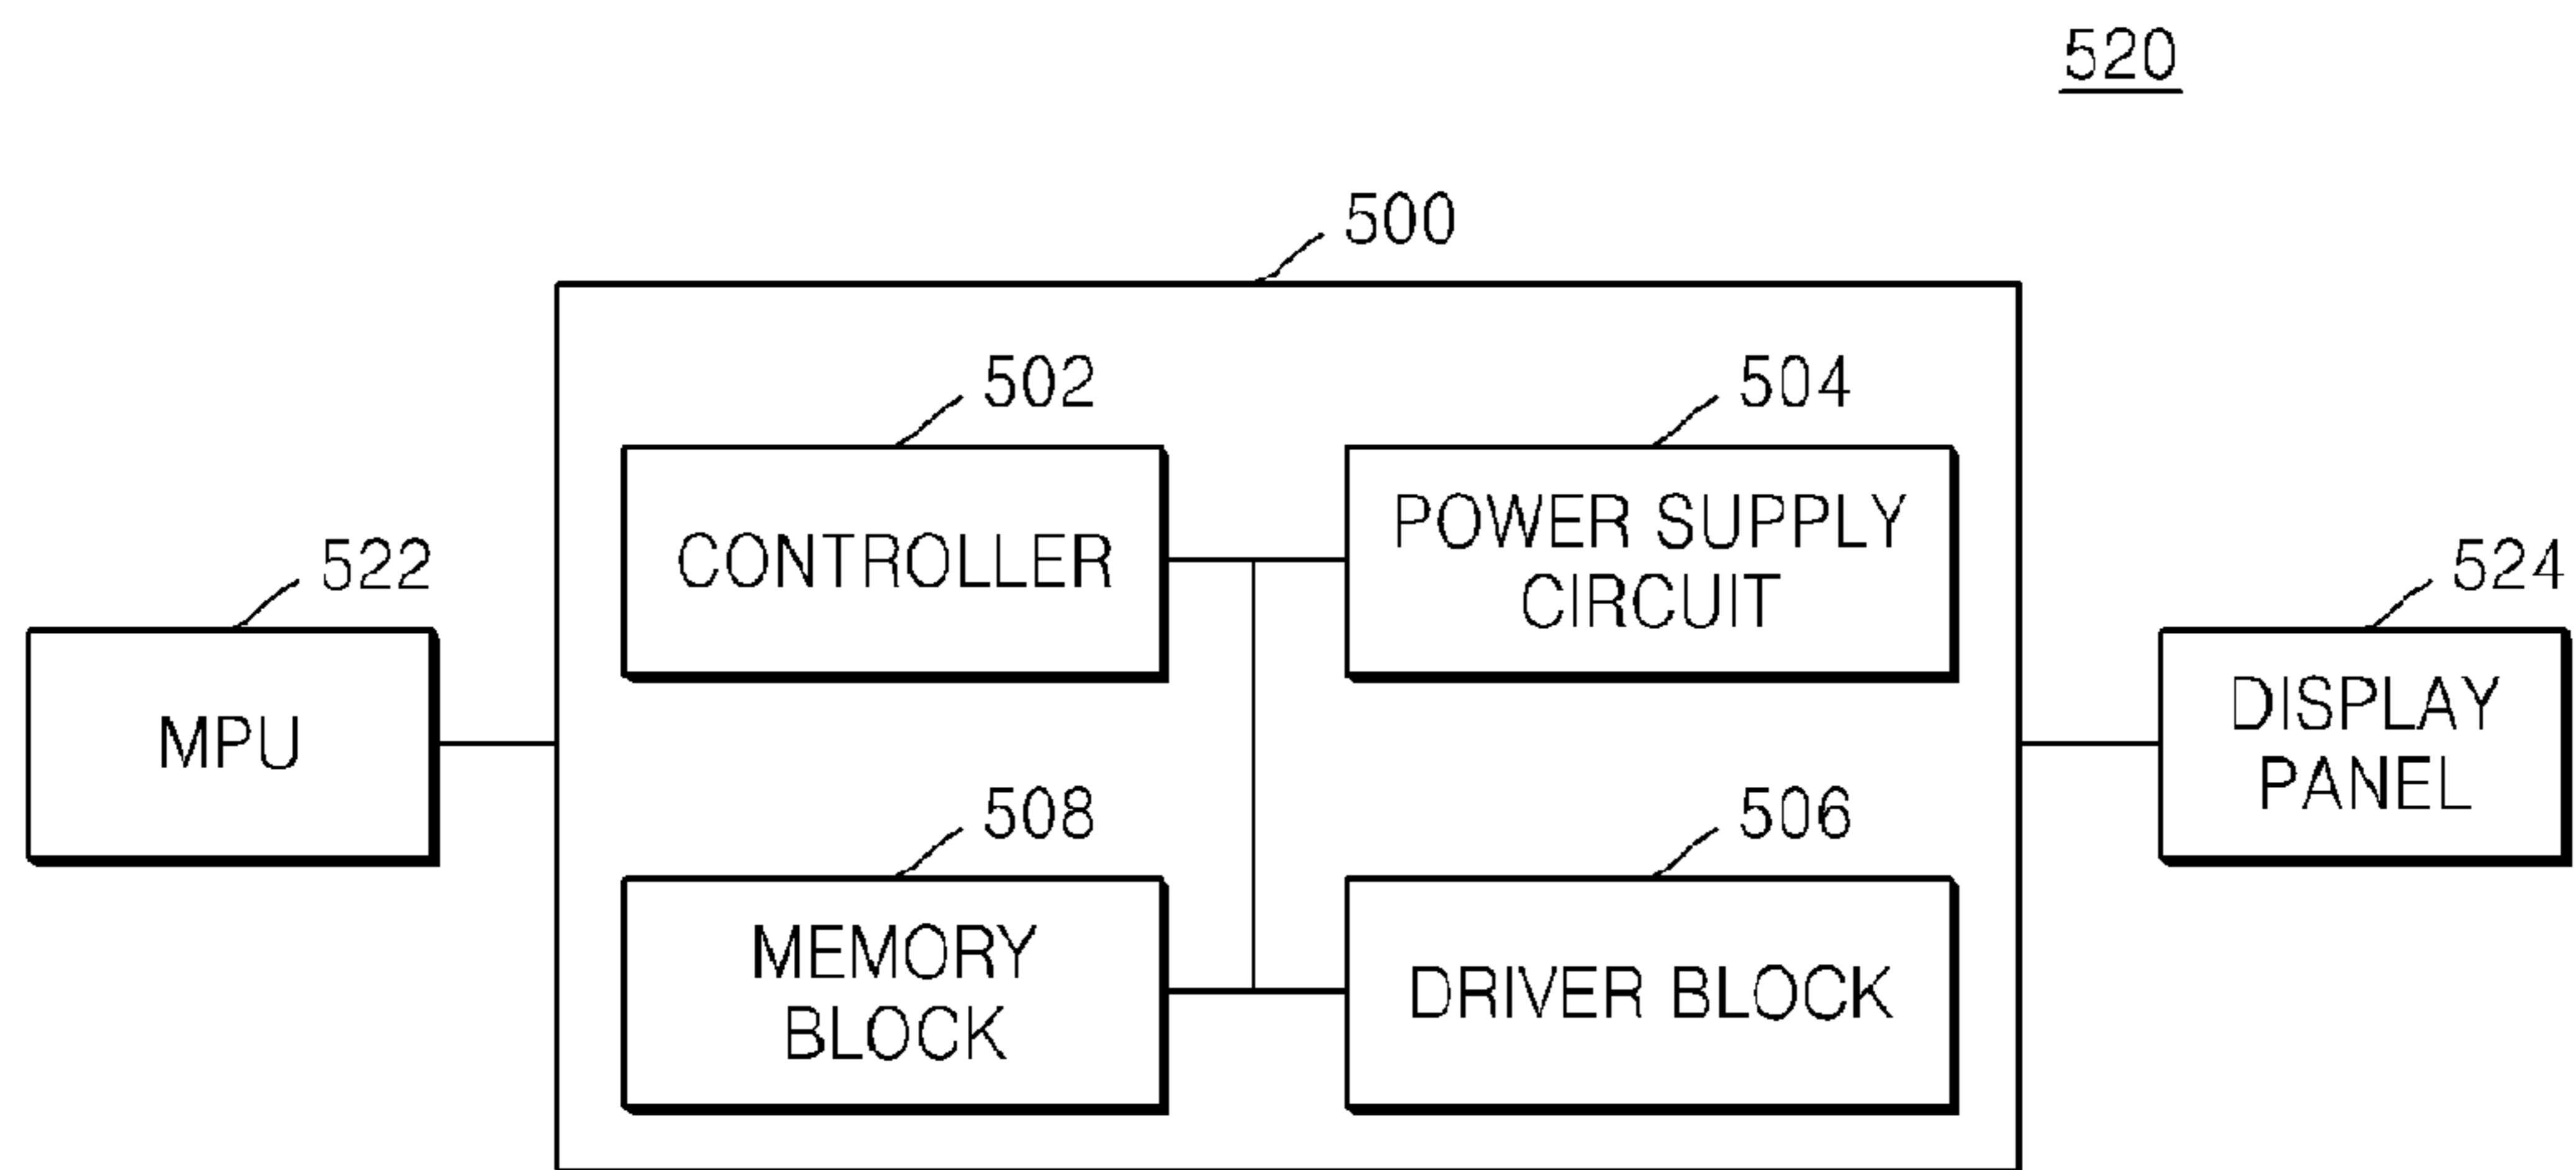 520
500
502
504
CONTROLLER
POWER SUPPLY
CIRCUIT
522
MPU
524
DISPLAY
PANEL
508
506
MEMORY
BLOCK
DRIVER BLOCK